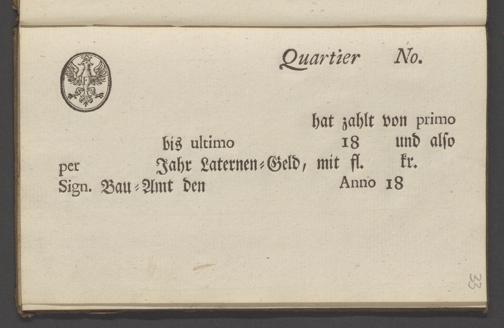 Quartier No.
hat zahlt von primo
bis ultimo 18 und also
per Jahr Laternen-Geld, mit fl. kr.
Sign. Bau-Amt den Anno 18
33